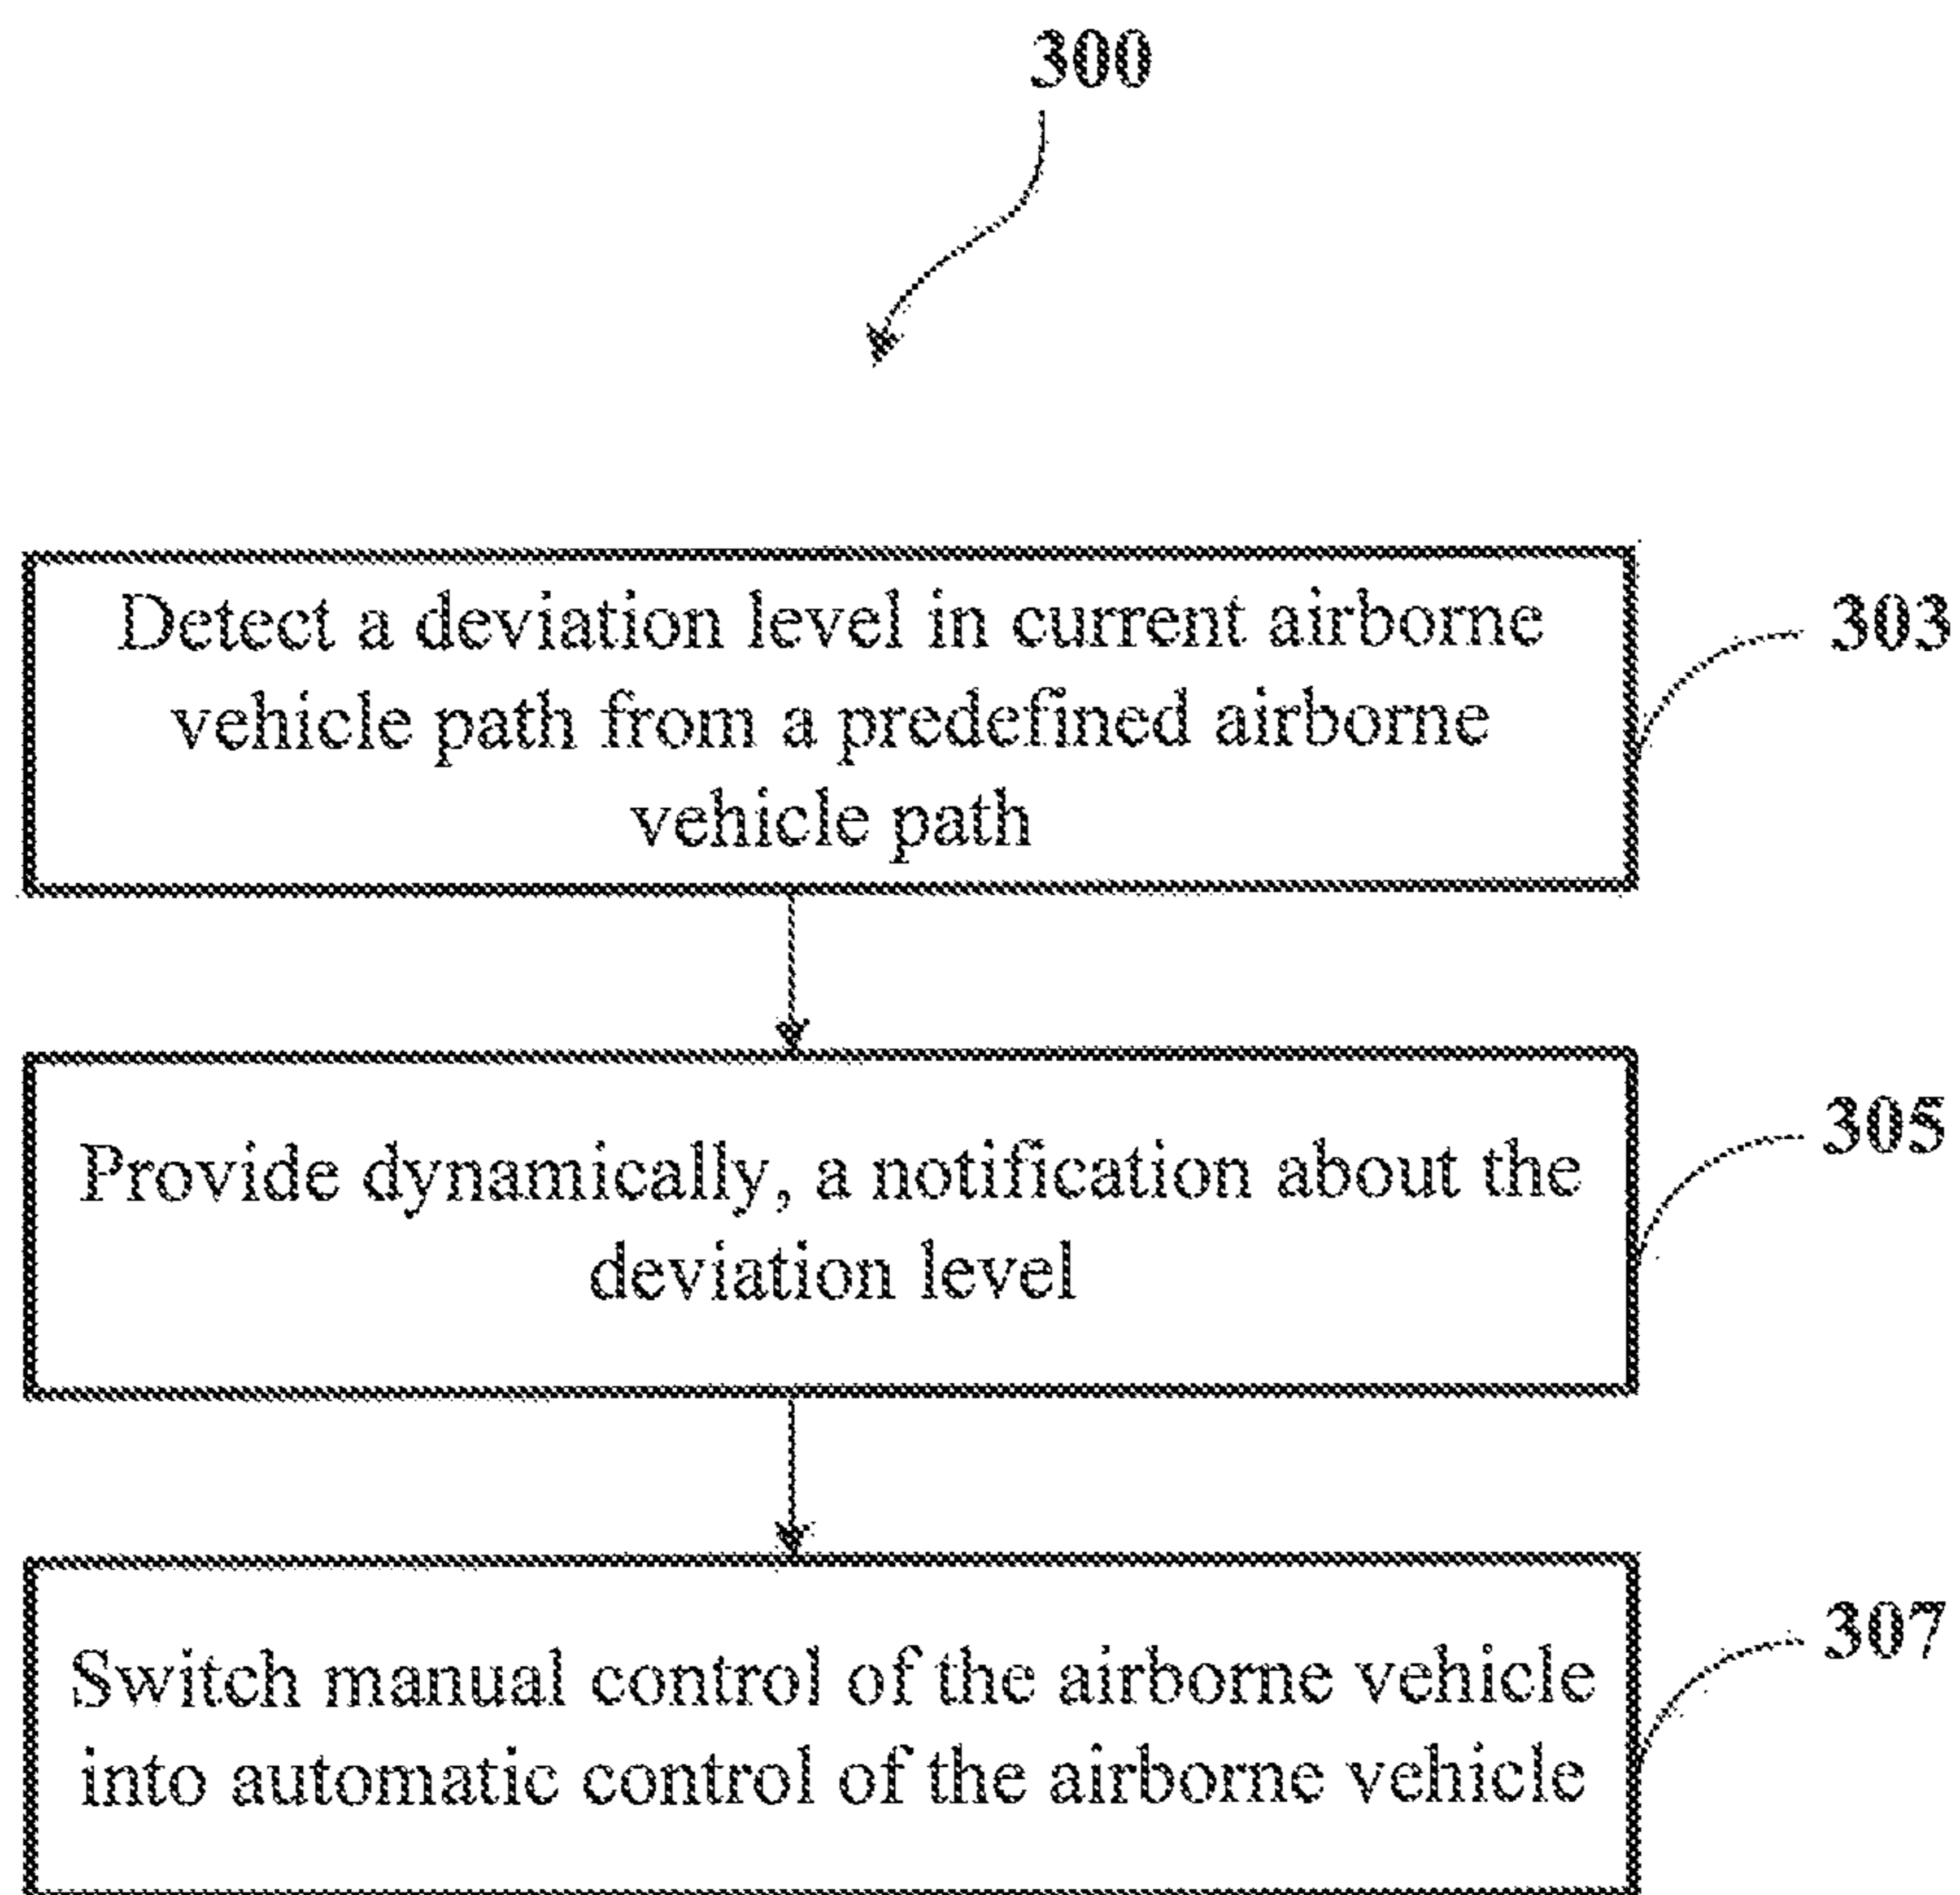 300
Detect a deviation level in current airborne
303
vehicle path from a predefined airborne
vehicle path
Provide dynamically, a notification about the
305
deviation level
Switch manual control of the airborne vehicle
307
into automatic control of the airborne vehicle